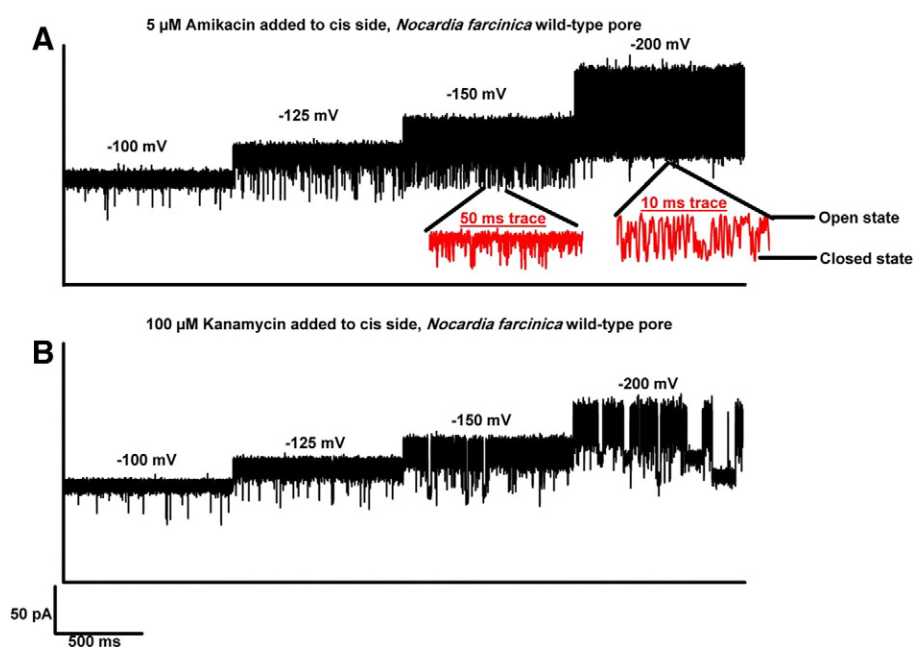 A
5 µM Amikacin added to cis side, Nocardia farcinica wild-type pore
-200 mV
-150 mV
-125 mV
-100 mV
50 ms trace
10 ms trace
Open state
Closed state
B
100 µM Kanamycin added to cis side, Nocardia farcinica wild-type pore
-200 mV
-150 mV
-125 mV
-100 mV
50 pA
500 ms